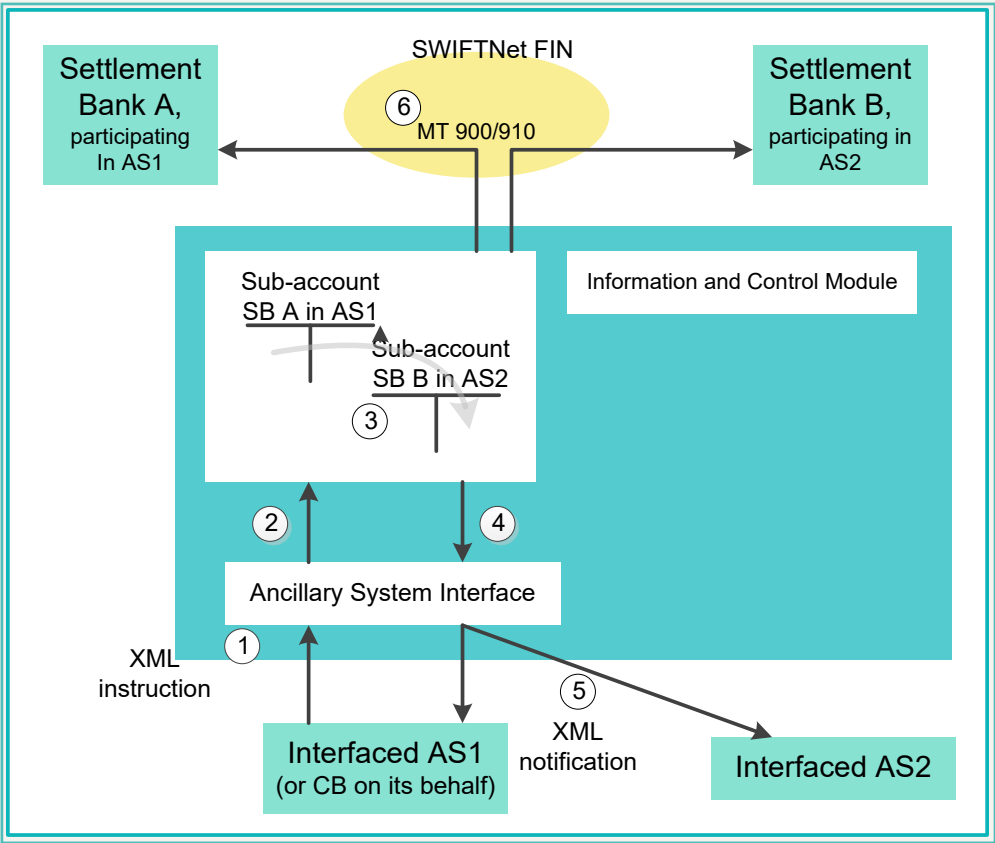 SWIFTNet FIN
Settlement
Bank A,
participating
In AS1
6
MT 900/910
Settlement
Bank B,
participating in
AS2
Sub-account
SB A in AS1
Sub-account
SB B in AS2
3
Information and Control Module
2
4
Ancillary System Interface
1
XML
instruction
5
XML
notification
Interfaced AS1
(or CB on its behalf)
Interfaced AS2